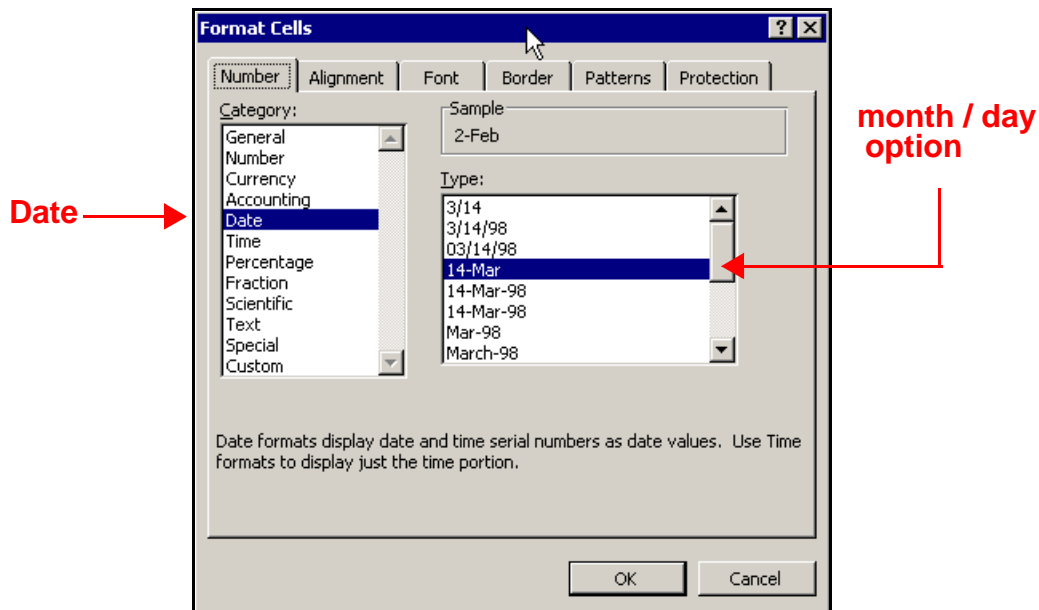 Format Cells
Number Alignment Font Border Patterns Protection
Category:
General
Number
Currency
Accounting
Date
Time
Percentage
Fraction
Scientific
Text
Special
Custom
Sample
2-Feb
Type:
3/14
3/14/98
03/14/98
14-Mar
14-Mar-98
14-Mar-98
Mar-98
March-98
Date formats display date and time serial numbers as date values. Use Time
formats to display just the time portion.
OK Cancel
Date
month / day
option